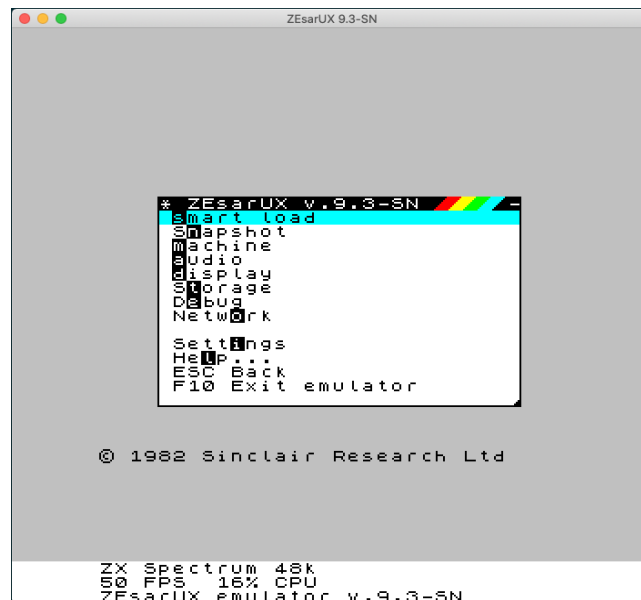 ZEsarUX 9.3-SN
* ZEsarUX v.9.3-SN -
smart load
Snapshot
machine
audio
display
Storage
Debug
Network
Settings
Help...
ESC Back
F10 Exit emulator
© 1982 Sinclair Research Ltd
ZX Spectrum 48k
50 FPS 16% CPU
ZEsarUX emulator v.9.3-SN